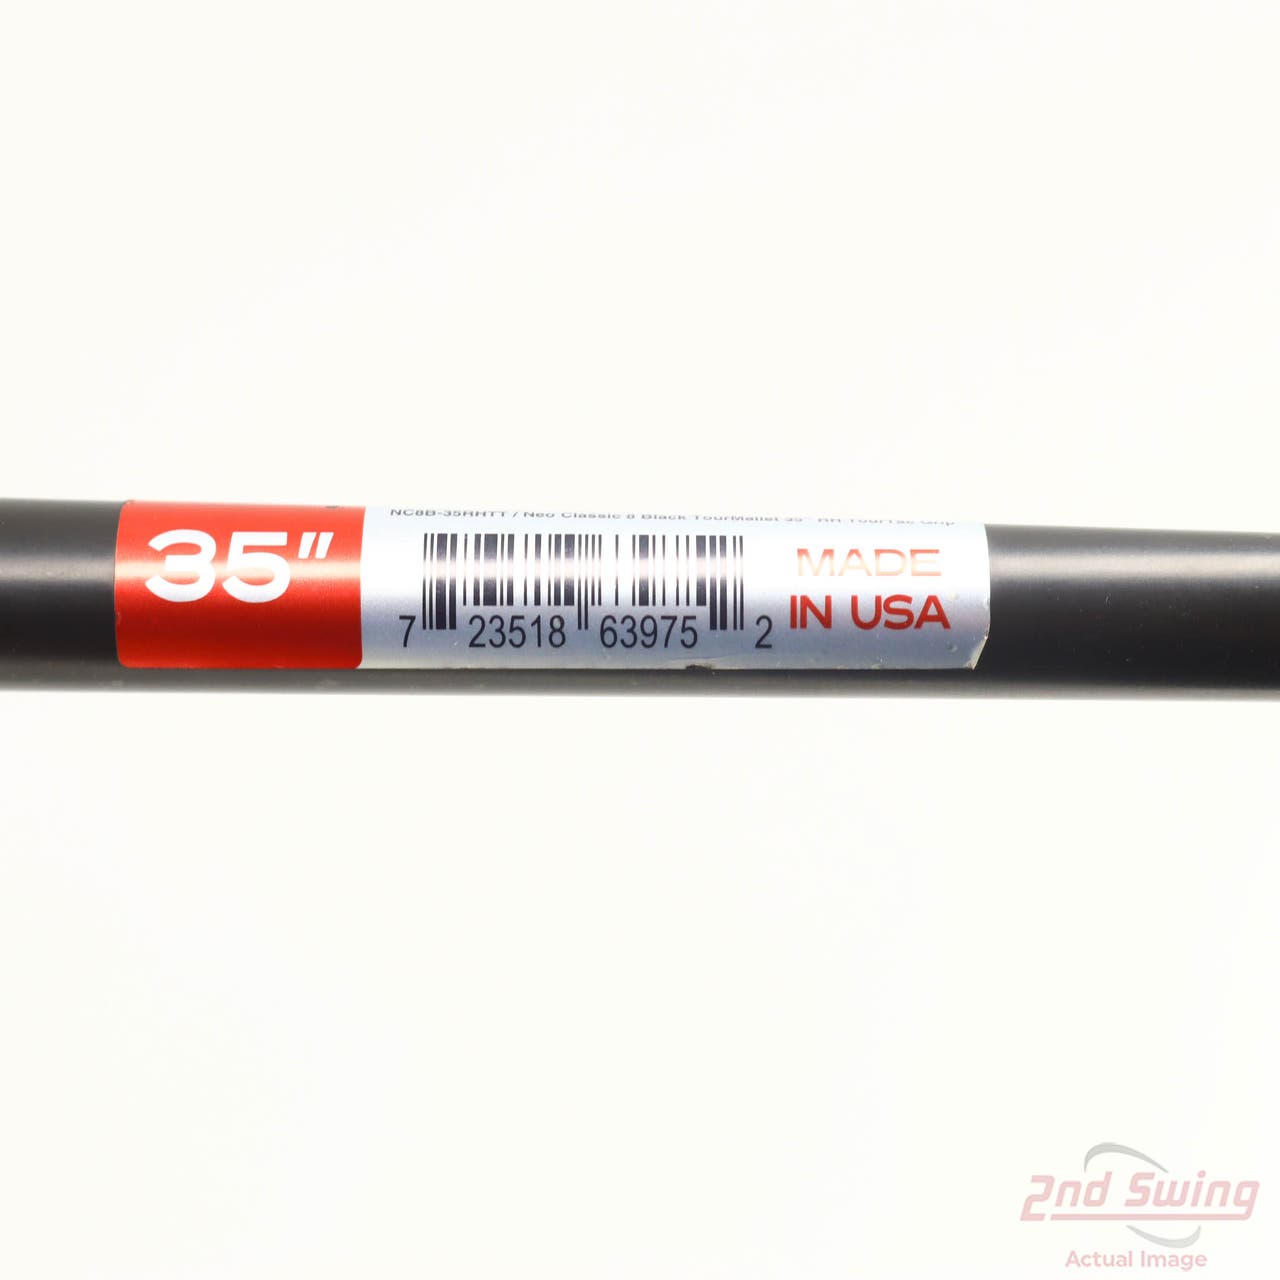 NC8B-35RHTT / Neo Classic 8 Black TourMallet 35" RH TourTac Grip
35"
7 23518 63975 2
MADE
IN USA
2nd Swing
Actual Image